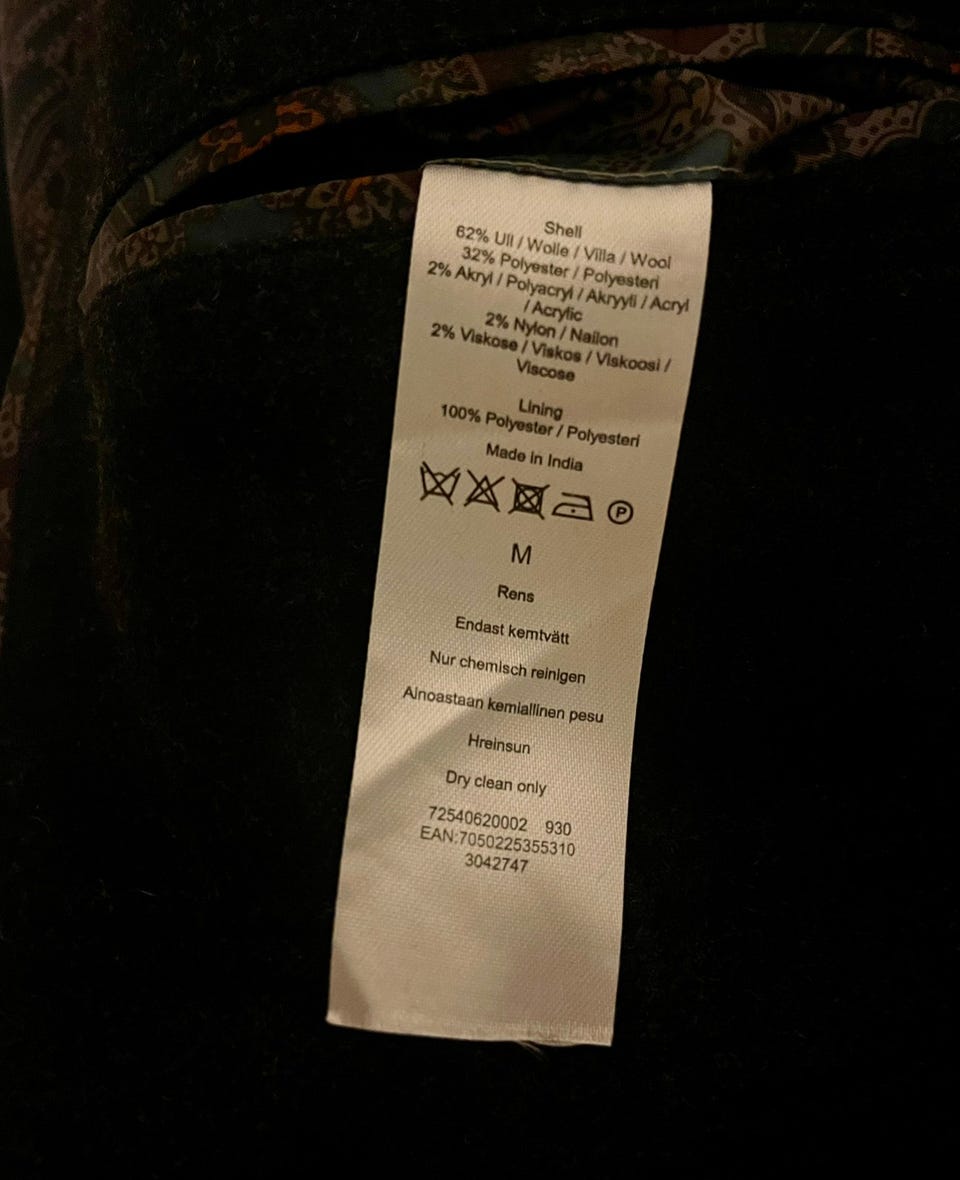 Shell
62% Ull / Wolle / Villa / Wool
32% Polyester / Polyesteri
2% Akryl / Polyacryl / Akryyli / Acryl
/ Acrylic
2% Nylon / Nailon
2% Viskose / Viskos / Viskoosi /
Viscose
Lining
100% Polyester / Polyesteri
Made in India
P
M
Rens
Endast kemtvätt
Nur chemisch reinigen
Ainoastaan kemiallinen pesu
Hreinsun
Dry clean only
72540620002 930
EAN:7050225355310
3042747